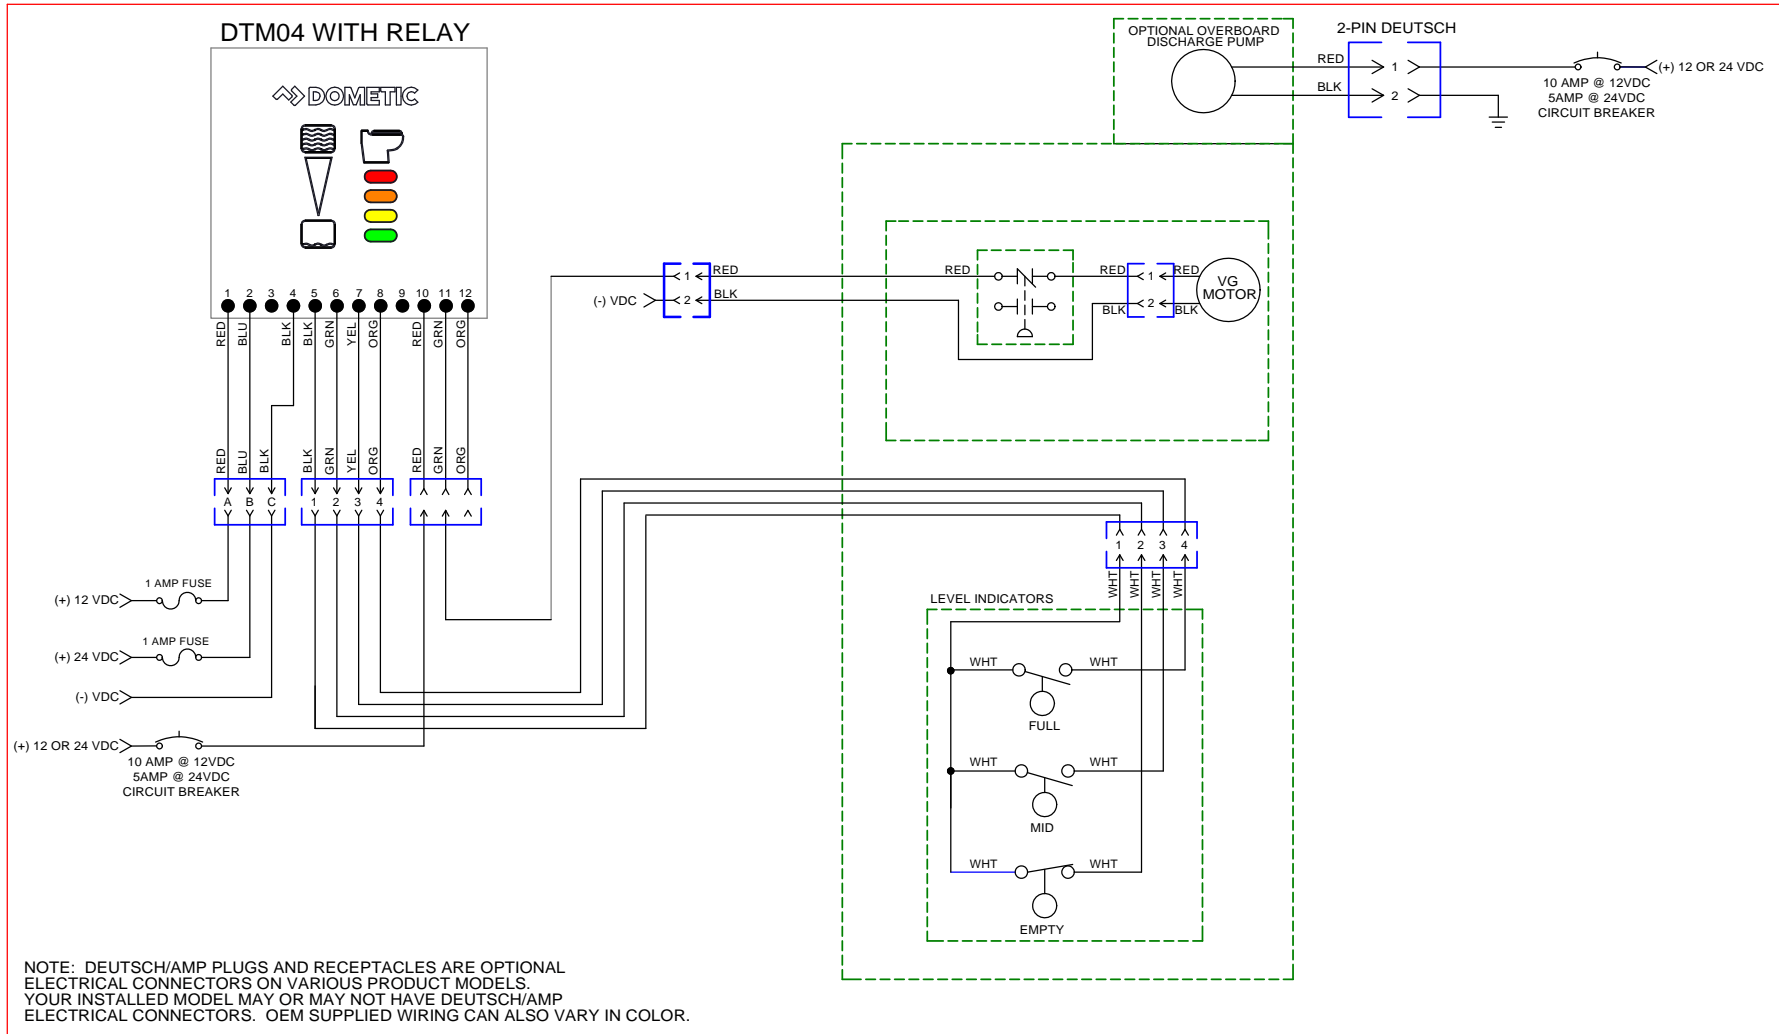 DTM04 WITH RELAY
DOMETIC
1 2 3 4 5 6 7 8 9 10 11 12
RED BLU BLK BLK GRN YEL ORG RED GRN ORG
RED BLU BLK BLK GRN YEL ORG RED GRN ORG
A B C 1 2 3 4
1 AMP FUSE
(+) 12 VDC
1 AMP FUSE
(+) 24 VDC
(-) VDC
(+) 12 OR 24 VDC
10 AMP @ 12VDC
5AMP @ 24VDC
CIRCUIT BREAKER
OPTIONAL OVERBOARD
DISCHARGE PUMP
2-PIN DEUTSCH
RED 1
BLK 2
(+) 12 OR 24 VDC
10 AMP @ 12VDC
5AMP @ 24VDC
CIRCUIT BREAKER
1 RED RED RED 1 RED
(-) VDC 2 BLK BLK 2 BLK
VG
MOTOR
1 2 3 4
WHT WHT WHT WHT
LEVEL INDICATORS
WHT WHT
FULL
WHT WHT
MID
WHT WHT
EMPTY
NOTE: DEUTSCH/AMP PLUGS AND RECEPTACLES ARE OPTIONAL
ELECTRICAL CONNECTORS ON VARIOUS PRODUCT MODELS.
YOUR INSTALLED MODEL MAY OR MAY NOT HAVE DEUTSCH/AMP
ELECTRICAL CONNECTORS. OEM SUPPLIED WIRING CAN ALSO VARY IN COLOR.